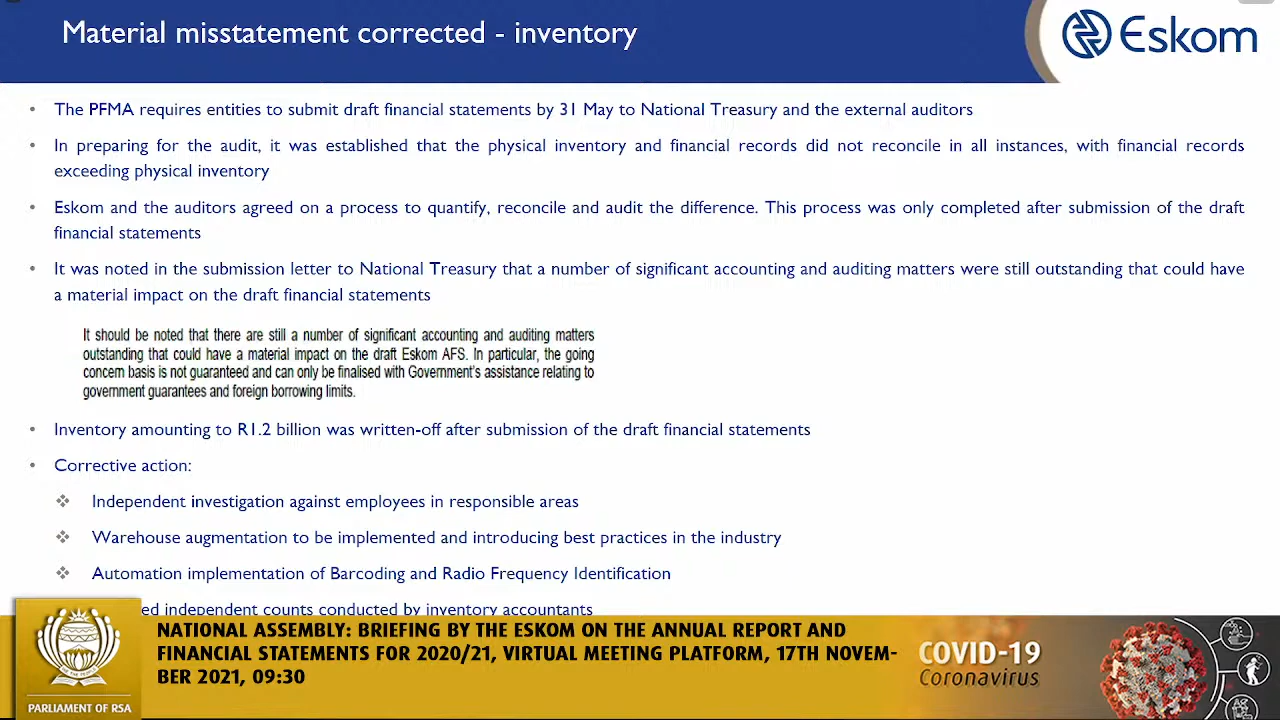 Material misstatement corrected - inventory
Eskom
• The PFMA requires entities to submit draft financial statements by 31 May to National Treasury and the external auditors
• In preparing for the audit, it was established that the physical inventory and financial records did not reconcile in all instances, with financial records
exceeding physical inventory
• Eskom and the auditors agreed on a process to quantify, reconcile and audit the difference. This process was only completed after submission of the draft
financial statements
• It was noted in the submission letter to National Treasury that a number of significant accounting and auditing matters were still outstanding that could have
a material impact on the draft financial statements
It should be noted that there are still a number of significant accounting and auditing matters
outstanding that could have a material impact on the draft Eskom AFS. In particular, the going
concern basis is not guaranteed and can only be finalised with Government's assistance relating to
government guarantees and foreign borrowing limits.
• Inventory amounting to R1.2 billion was written-off after submission of the draft financial statements
• Corrective action:
❖ Independent investigation against employees in responsible areas
❖ Warehouse augmentation to be implemented and introducing best practices in the industry
❖ Automation implementation of Barcoding and Radio Frequency Identification
independent counts conducted by inventory accountants
NATIONAL ASSEMBLY: BRIEFING BY THE ESKOM ON THE ANNUAL REPORT AND
FINANCIAL STATEMENTS FOR 2020/21, VIRTUAL MEETING PLATFORM, 17TH NOVEM-
BER 2021, 09:30
PARLIAMENT OF RSA
COVID-19
Coronavirus